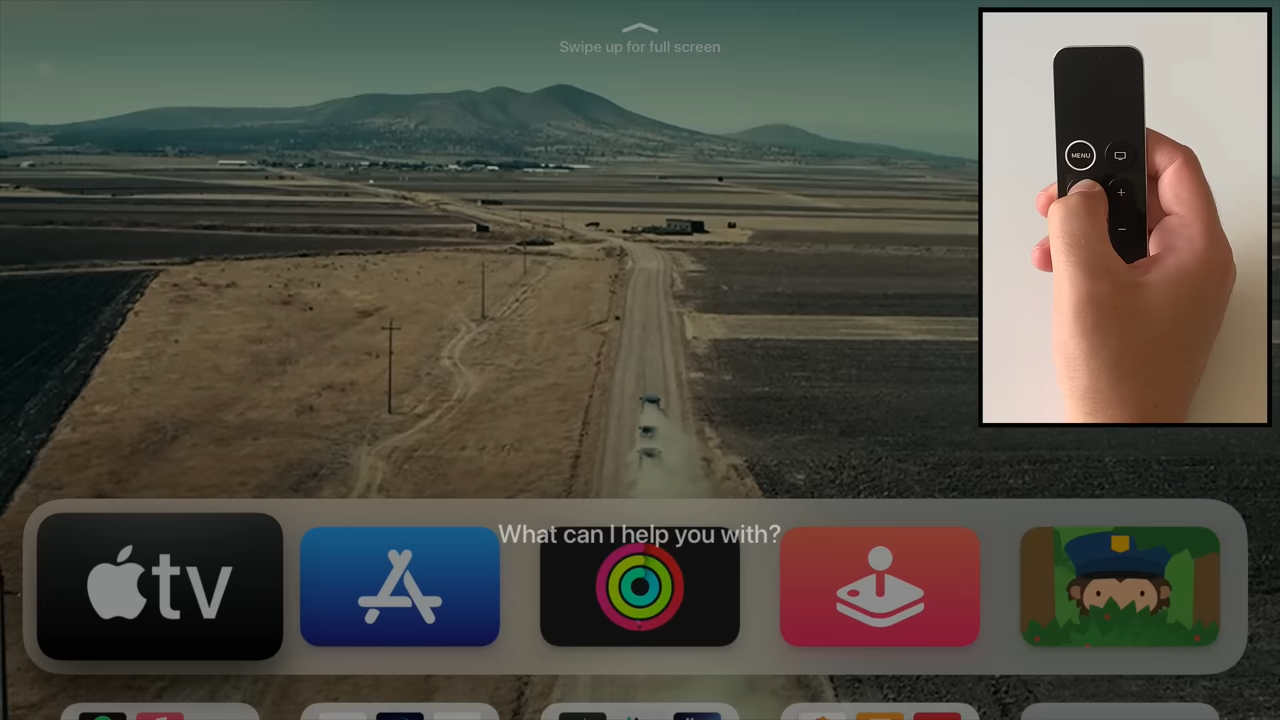 Swipe up for full screen
MENU
+
−
What can I help you with?
tv